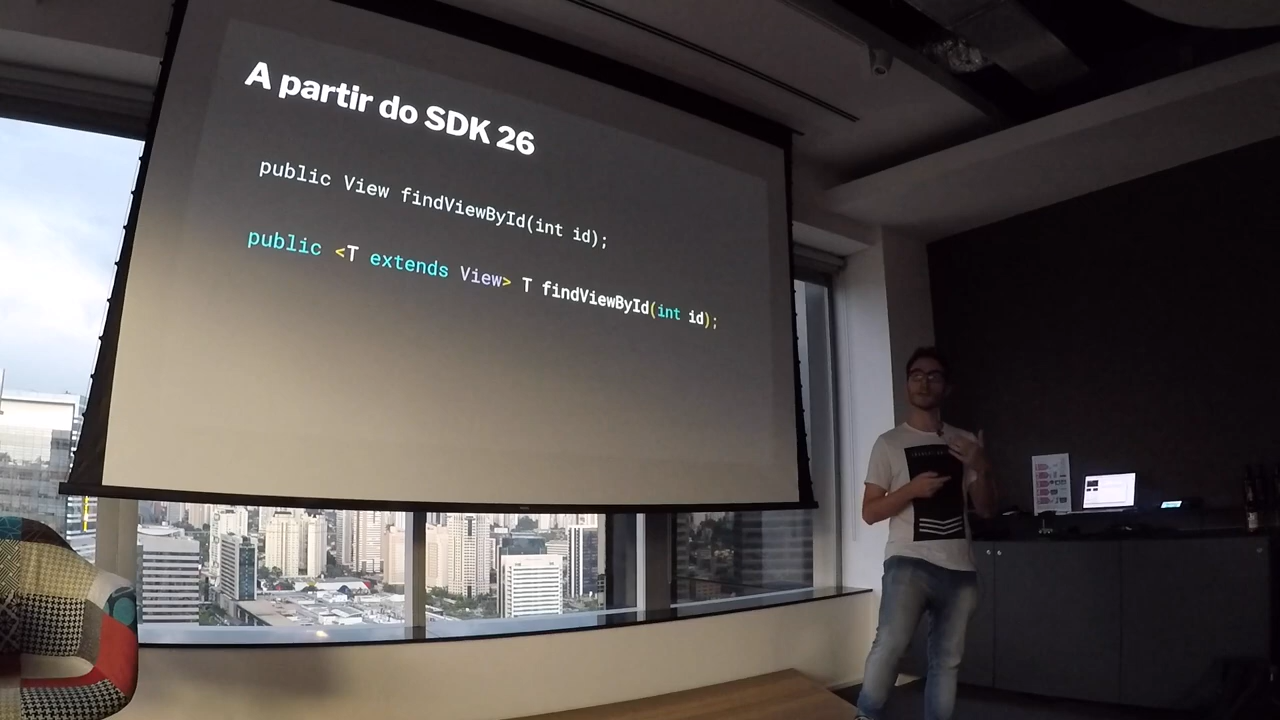 A partir do SDK 26
public View findViewById(int id);
public <T extends View> T findViewById(int id);